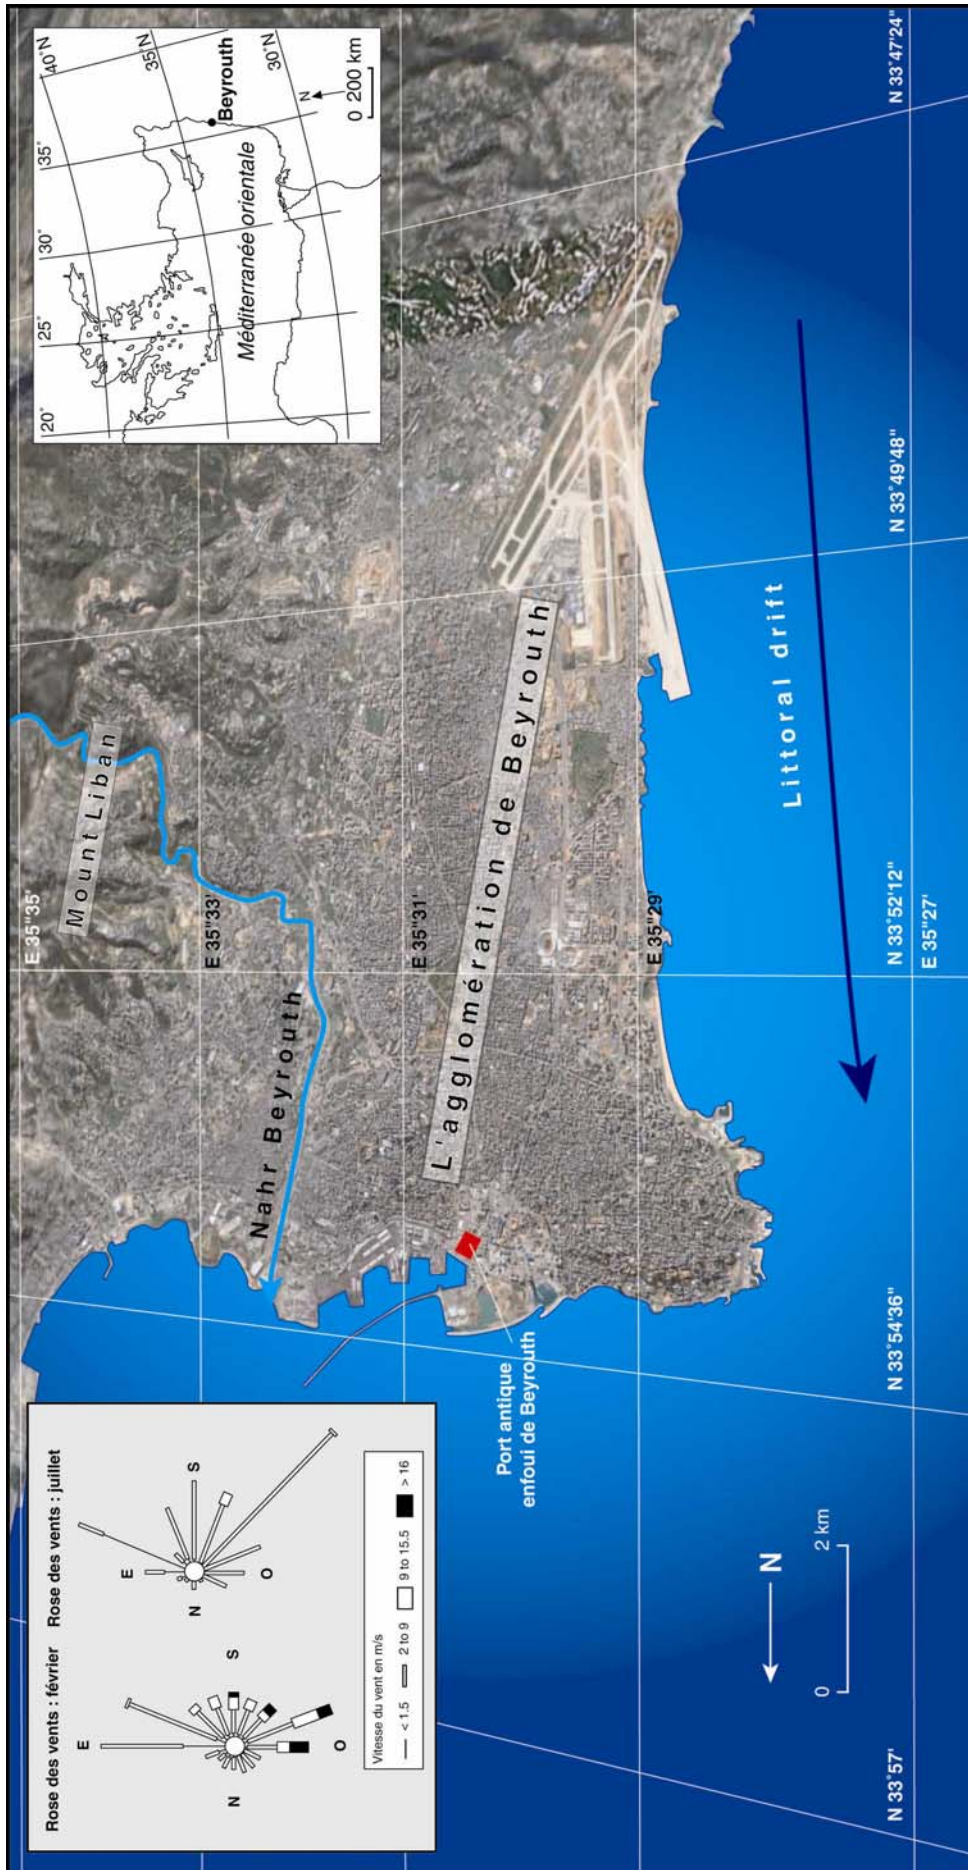 Rose des vents : février
Rose des vents : juillet
E
S
O
N
E
S
O
N
Vitesse du vent en m/s
< 1.5
2 to 9
9 to 15.5
> 16
Nahr Beyrouth
Mount Liban
L'agglomération de Beyrouth
Port antique
enfoui de Beyrouth
Littoral drift
E 35"35'
E 35"33'
E 35"31'
E 35"29'
E 35"27'
N 33°57'
N 33°54'36"
N 33°52'12"
N 33°49'48"
N 33°47'24"
N
0
2 km
20°
25°
30°
35°
40°N
35°N
30°N
Méditerranée orientale
Beyrouth
N
0 200 km